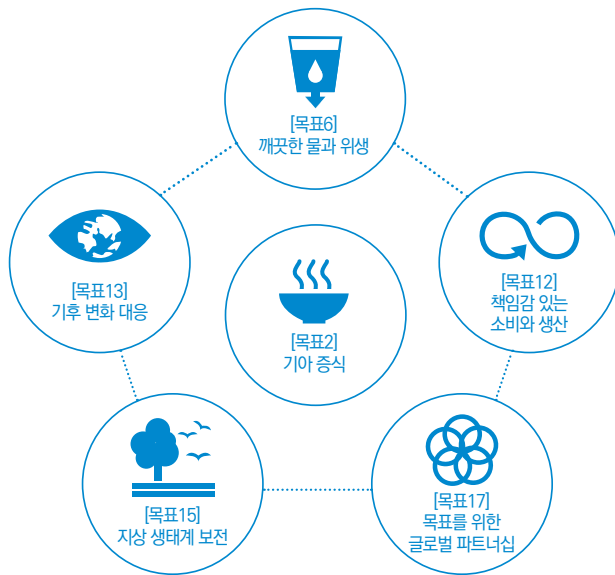 [목표6]
깨끗한 물과 위생
[목표13]
기후 변화 대응
[목표12]
책임감 있는
소비와 생산
[목표2]
기아 증식
[목표15]
지상 생태계 보전
[목표17]
목표를 위한
글로벌 파트너십